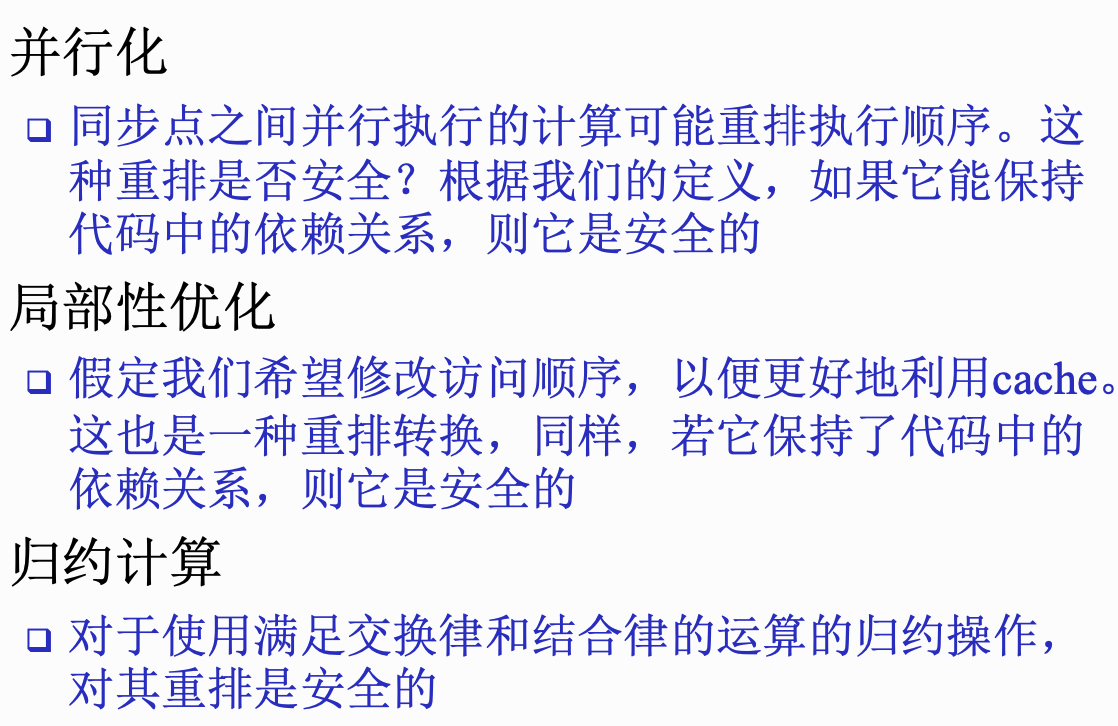 并行化
同步点之间并行执行的计算可能重排执行顺序。这
种重排是否安全？根据我们的定义，如果它能保持
代码中的依赖关系，则它是安全的
局部性优化
假定我们希望修改访问顺序，以便更好地利用cache。
这也是一种重排转换，同样，若它保持了代码中的
依赖关系，则它是安全的
归约计算
对于使用满足交换律和结合律的运算的归约操作，
对其重排是安全的